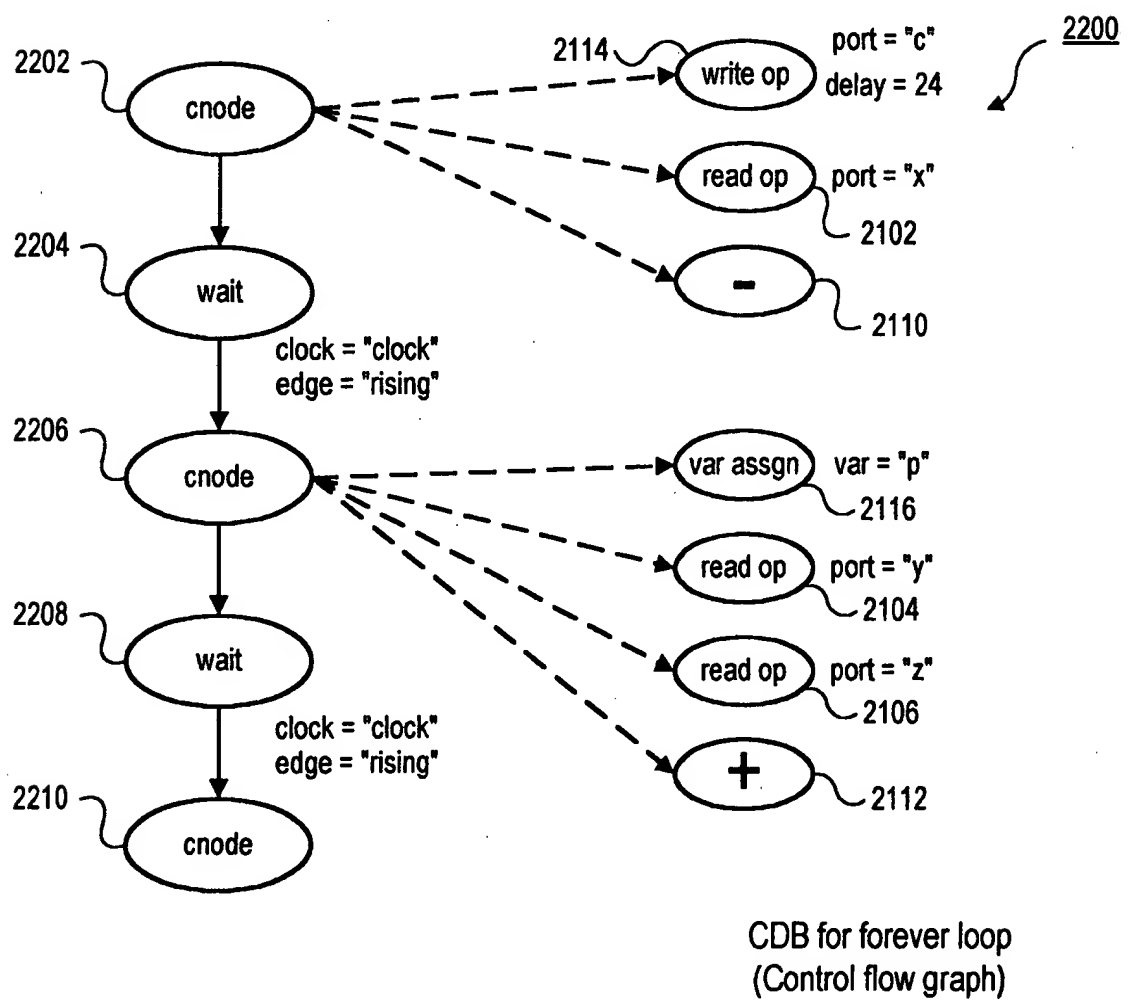 2200
2202
cnode
2114
write op
port = "c"
delay = 24
read op
port = "x"
2102
2204
wait
-
2110
clock = "clock"
edge = "rising"
2206
cnode
var assgn
var = "p"
2116
read op
port = "y"
2104
2208
wait
read op
port = "z"
2106
clock = "clock"
edge = "rising"
+
2112
2210
cnode
CDB for forever loop
(Control flow graph)